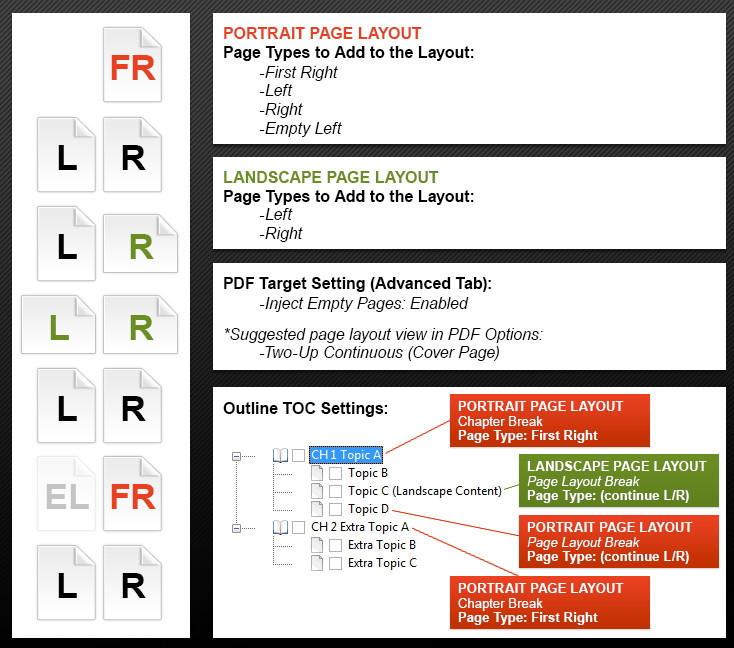 FR
L R
L R
L R
L R
EL FR
L R
PORTRAIT PAGE LAYOUT
Page Types to Add to the Layout:
-First Right
-Left
-Right
-Empty Left
LANDSCAPE PAGE LAYOUT
Page Types to Add to the Layout:
-Left
-Right
PDF Target Setting (Advanced Tab):
-Inject Empty Pages: Enabled
*Suggested page layout view in PDF Options:
-Two-Up Continuous (Cover Page)
Outline TOC Settings:
CH 1 Topic A
Topic B
Topic C (Landscape Content)
Topic D
CH 2 Extra Topic A
Extra Topic B
Extra Topic C
PORTRAIT PAGE LAYOUT
Chapter Break
Page Type: First Right
LANDSCAPE PAGE LAYOUT
Page Layout Break
Page Type: (continue L/R)
PORTRAIT PAGE LAYOUT
Page Layout Break
Page Type: (continue L/R)
PORTRAIT PAGE LAYOUT
Chapter Break
Page Type: First Right